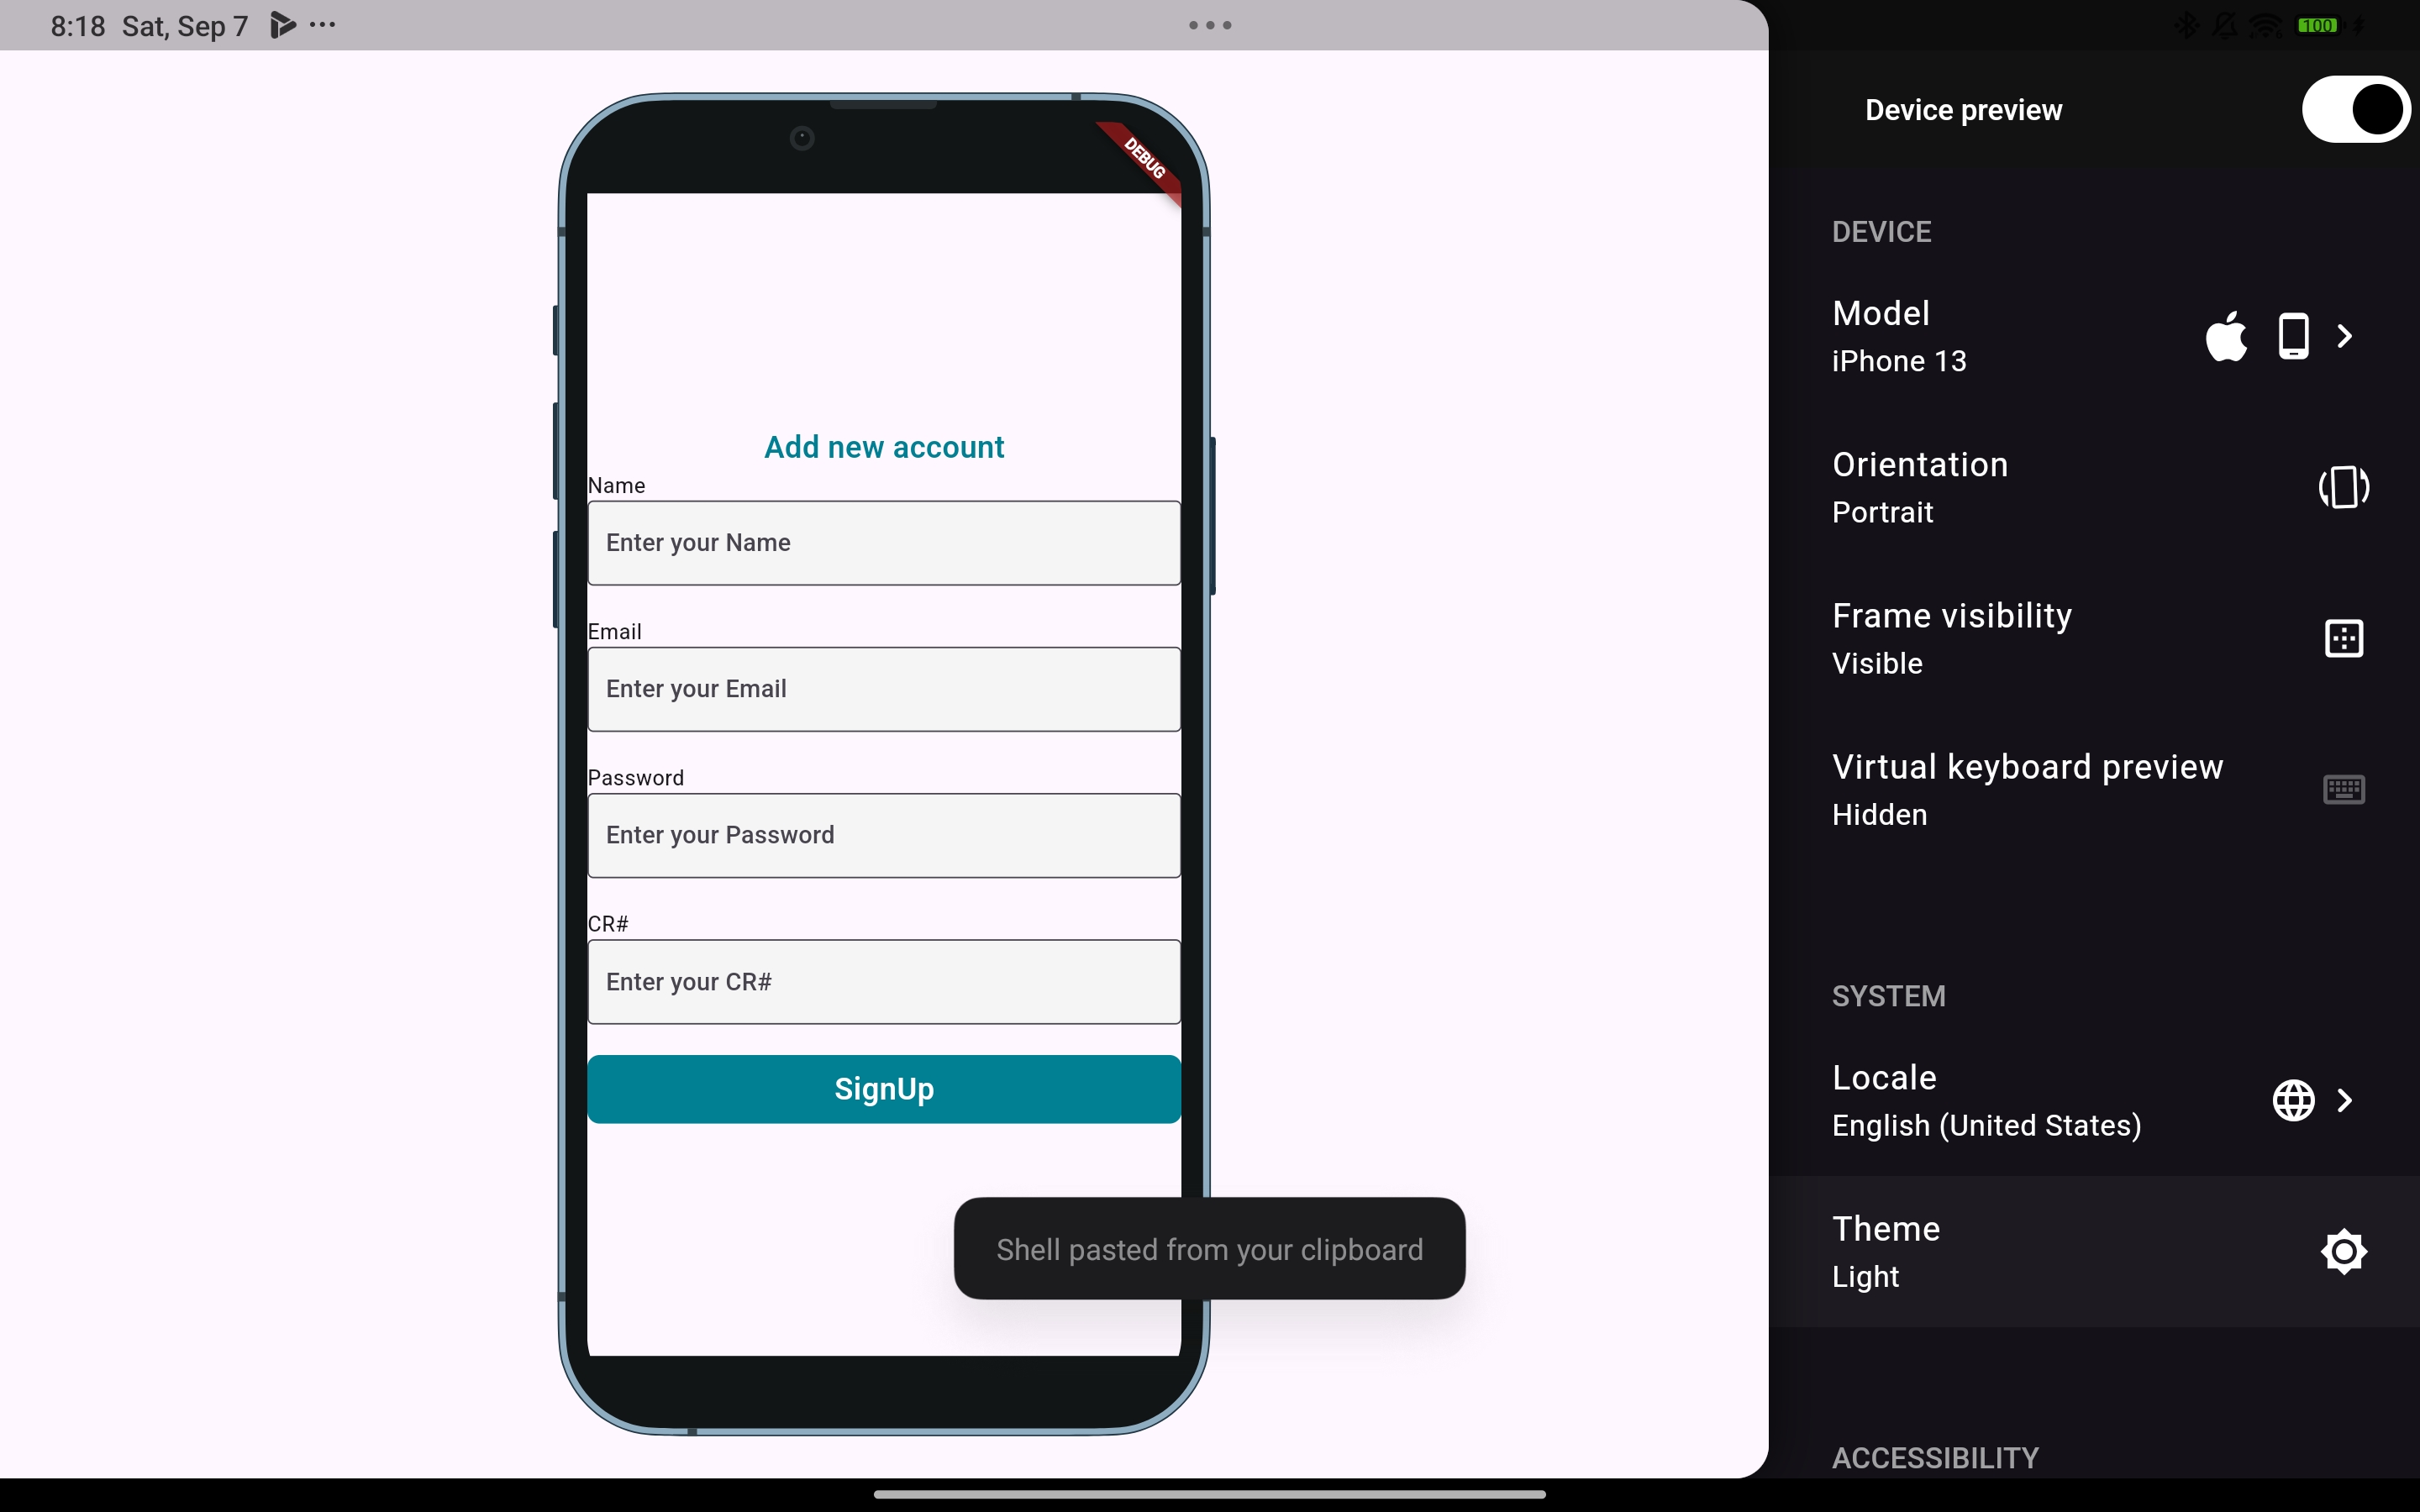 8:18 Sat, Sep 7
100
Device preview
DEBUG
DEVICE
Model
iPhone 13
Orientation
Portrait
Frame visibility
Visible
Virtual keyboard preview
Hidden
SYSTEM
Locale
English (United States)
Theme
Light
ACCESSIBILITY
Add new account
Name
Enter your Name
Email
Enter your Email
Password
Enter your Password
CR#
Enter your CR#
SignUp
Shell pasted from your clipboard